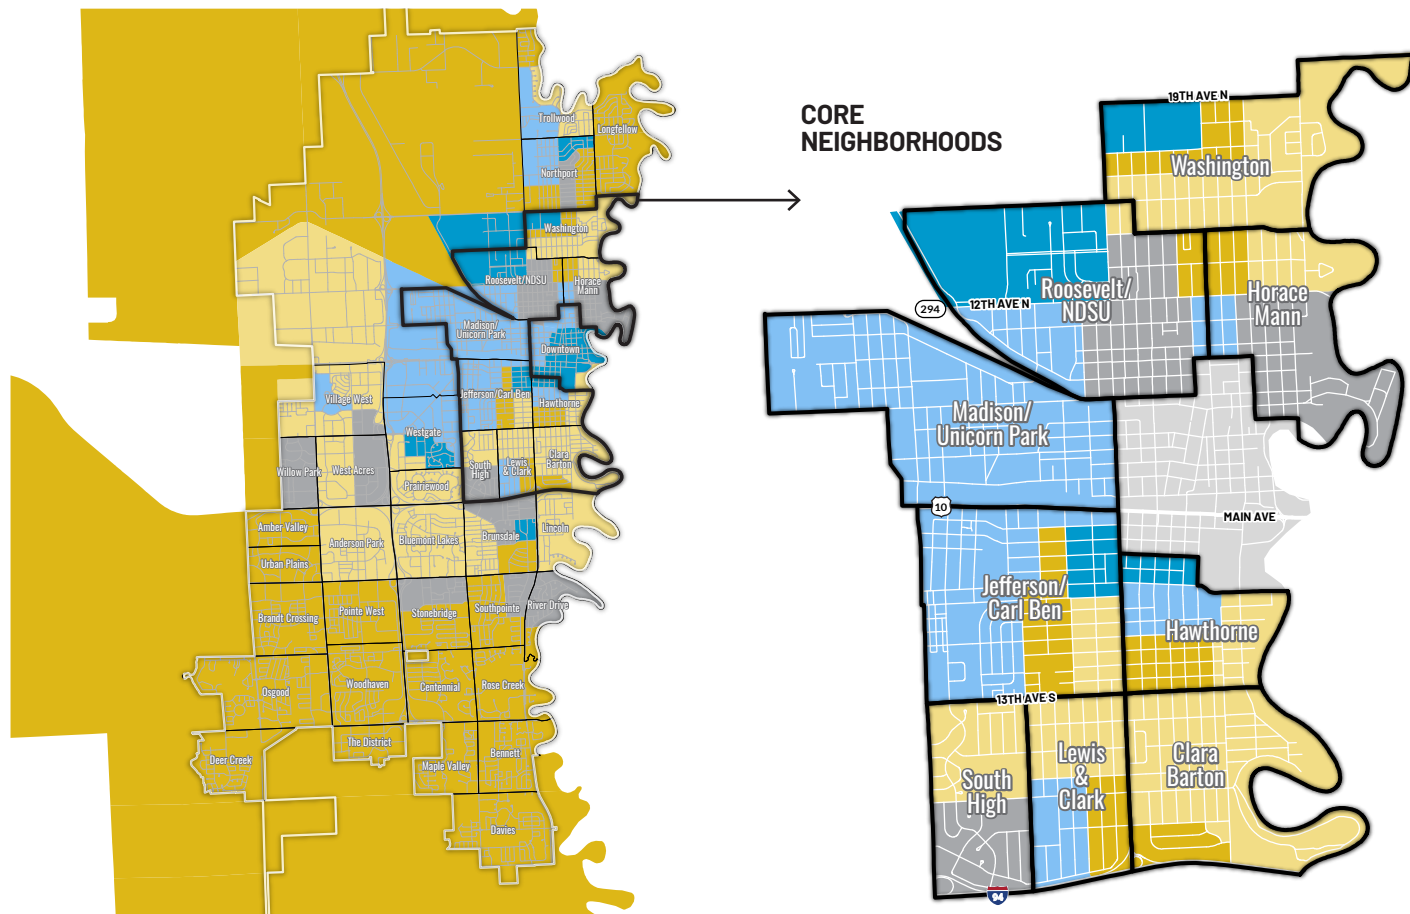 CORE
NEIGHBORHOODS
Trollwood
Longfellow
Northport
Washington
Roosevelt/NDSU
Horace
Mann
Madison/
Unicorn Park
Downtown
Jefferson/Carl Ben
Hawthorne
Village West
Westgate
Willow Park
West Acres
Prairiewood
South
High
Lewis
& Clark
Clara
Barton
Amber Valley
Anderson Park
Bluemont Lakes
Brunsdale
Lincoln
Urban Plains
Brandt Crossing
Pointe West
Stonebridge
Southpointe
River Drive
Osgood
Woodhaven
Centennial
Rose Creek
Deer Creek
The District
Maple Valley
Bennett
Davies
19TH AVE N
Washington
Roosevelt/
NDSU
12TH AVE N
294
Horace
Mann
Madison/
Unicorn Park
10
MAIN AVE
Jefferson/
Carl Ben
Hawthorne
13TH AVE S
South
High
Lewis
&
Clark
Clara
Barton
94